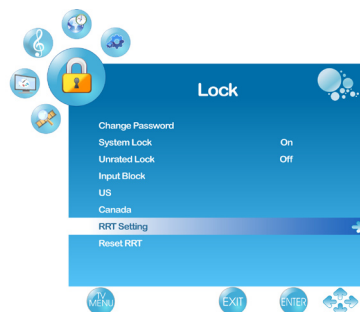 Lock
Change Password
System Lock On
Unrated Lock Off
Input Block
US
Canada
RRT Setting
Reset RRT
TV MENU EXIT ENTER